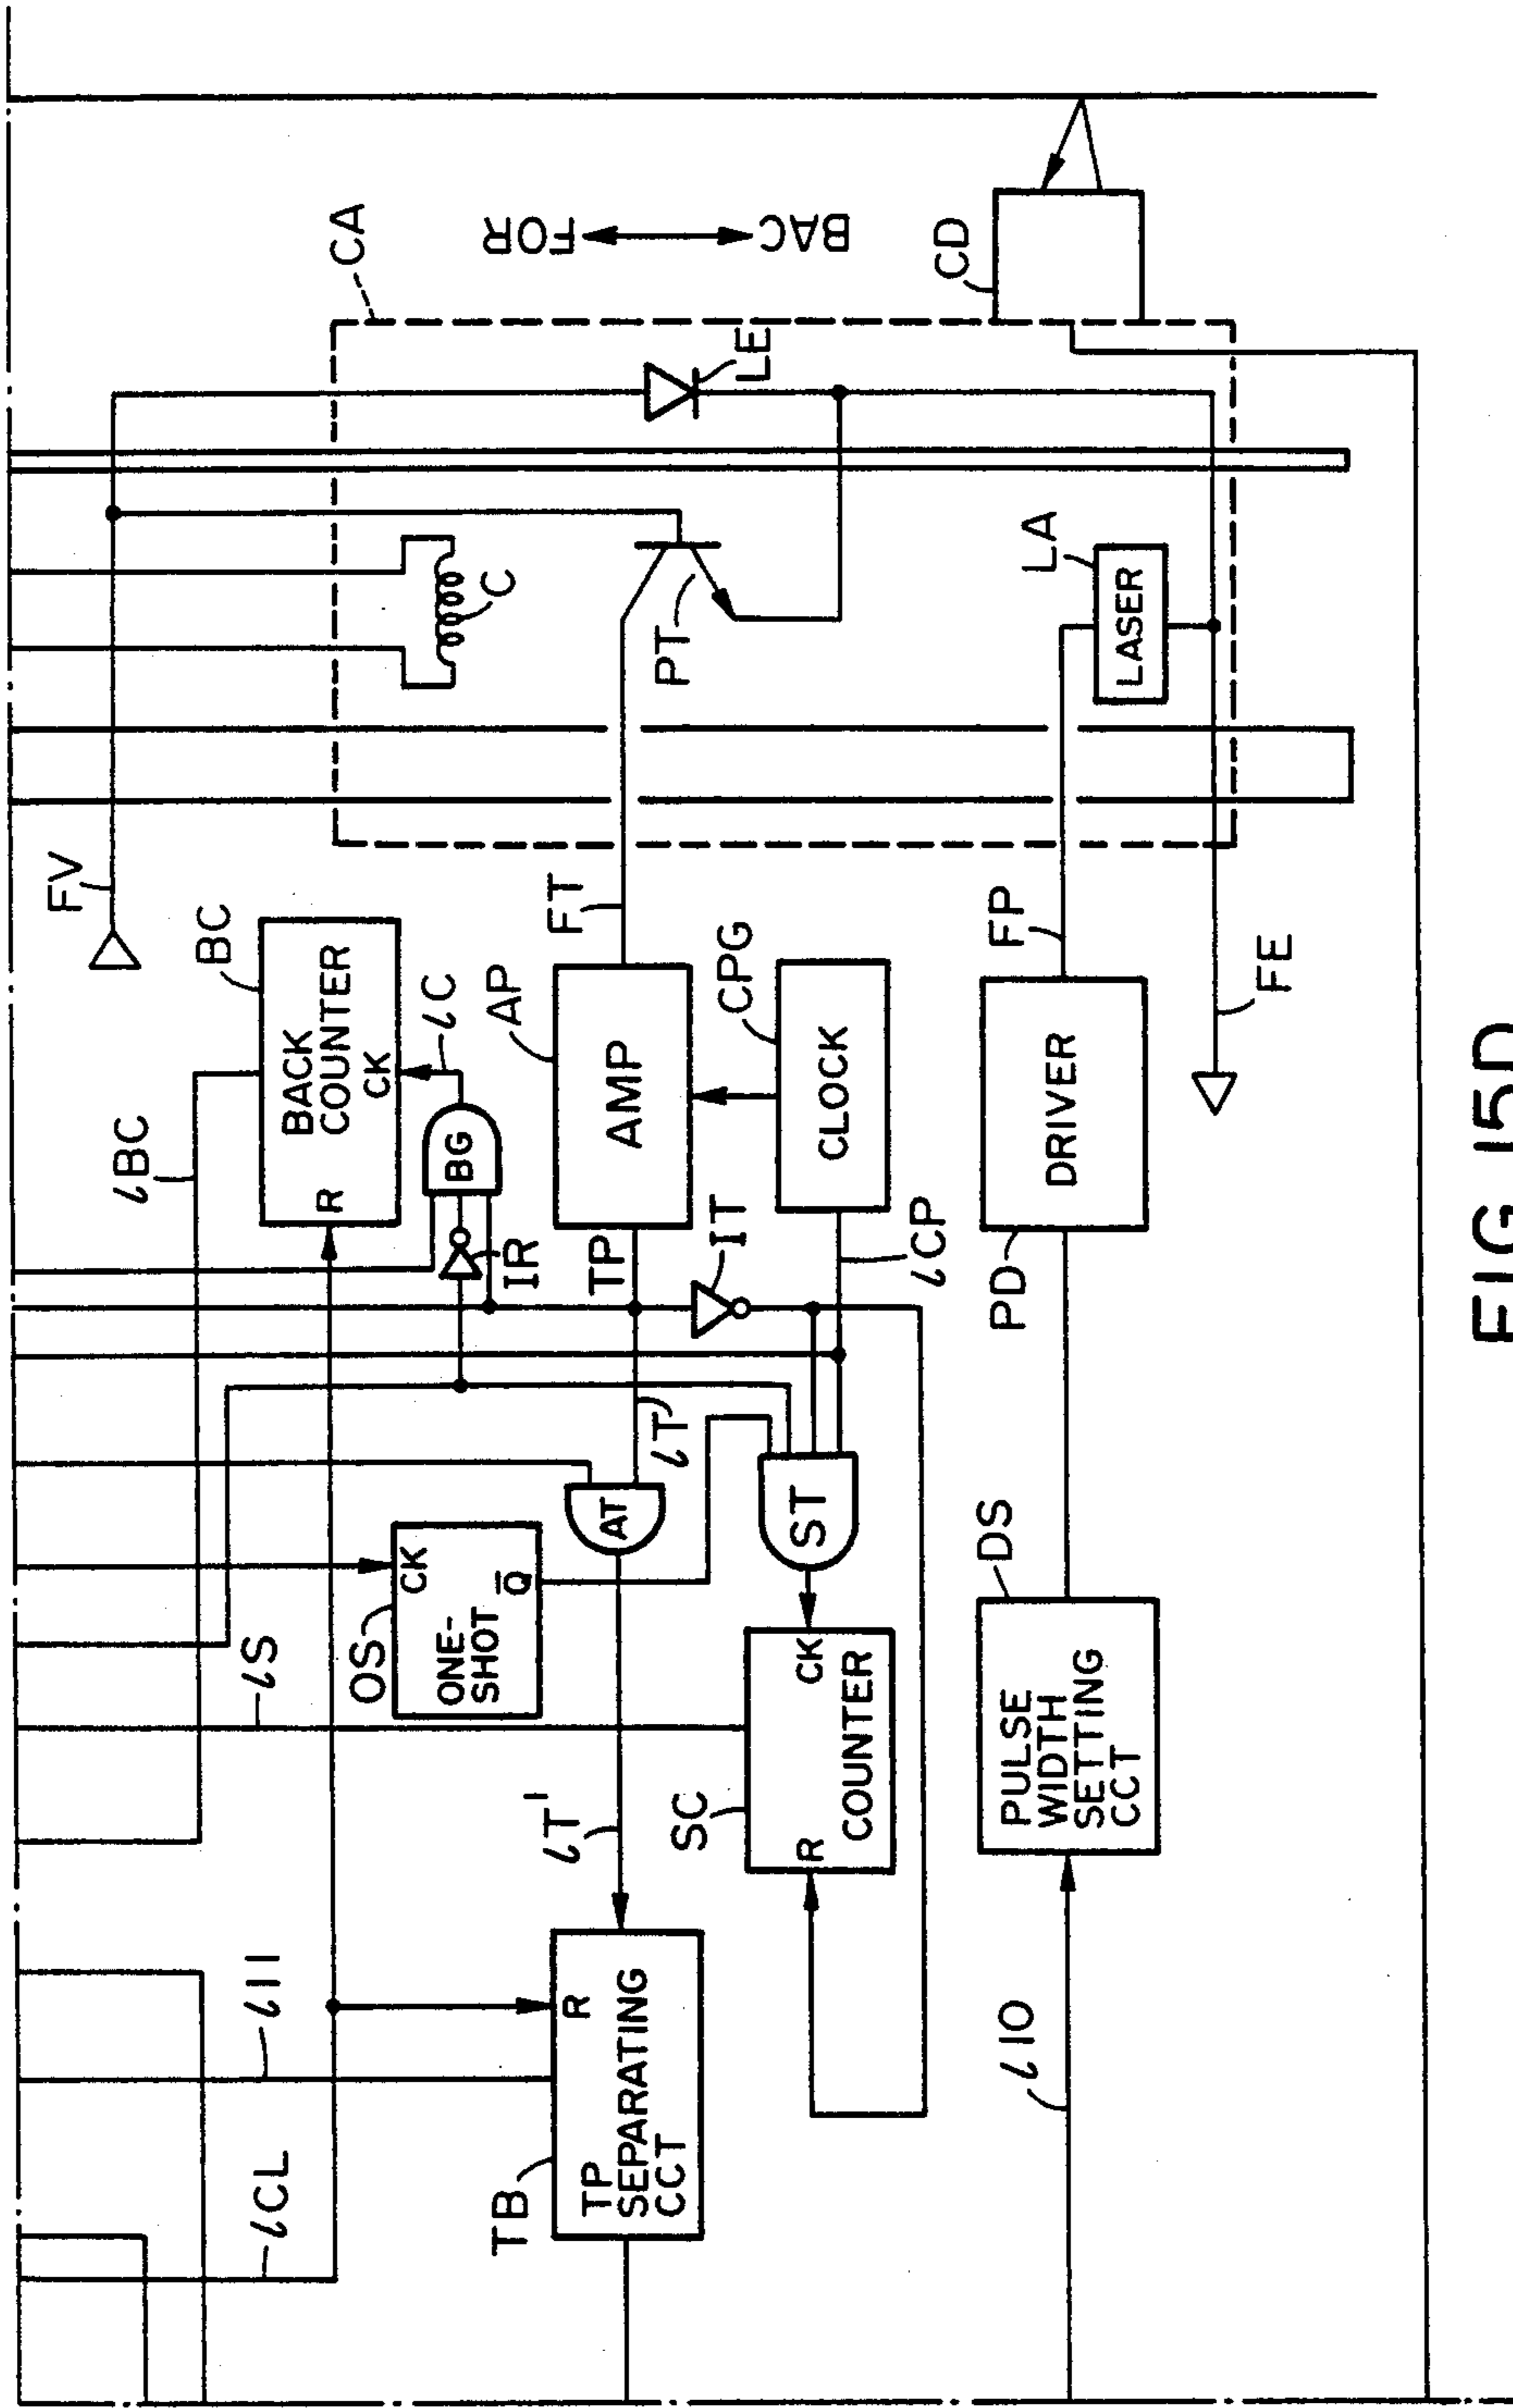 FV
ℓBC
BC
ℓCL
ℓ11
ℓS
BACK
COUNTER
R
CK
CA
OS
ONE-
SHOT
CK
Q̄
ℓC
BG
IR
C
TB
TP
SEPARATING
CCT
R
ℓT'
AT
ℓT
TP
AP
AMP
FT
PT
LE
FOR
BAC
SC
R
COUNTER
CK
ST
IT
CPG
CLOCK
ℓCP
CD
ℓ10
DS
PULSE
WIDTH
SETTING
CCT
PD
DRIVER
FP
LA
LASER
FE
FIG. 15D